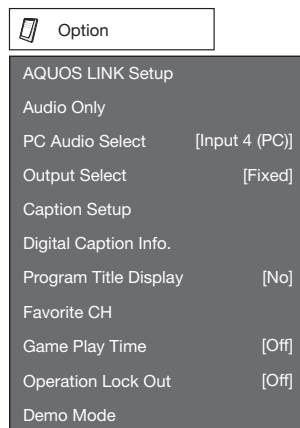 Option
AQUOS LINK Setup
Audio Only
PC Audio Select [Input 4 (PC)]
Output Select [Fixed]
Caption Setup
Digital Caption Info.
Program Title Display [No]
Favorite CH
Game Play Time [Off]
Operation Lock Out [Off]
Demo Mode